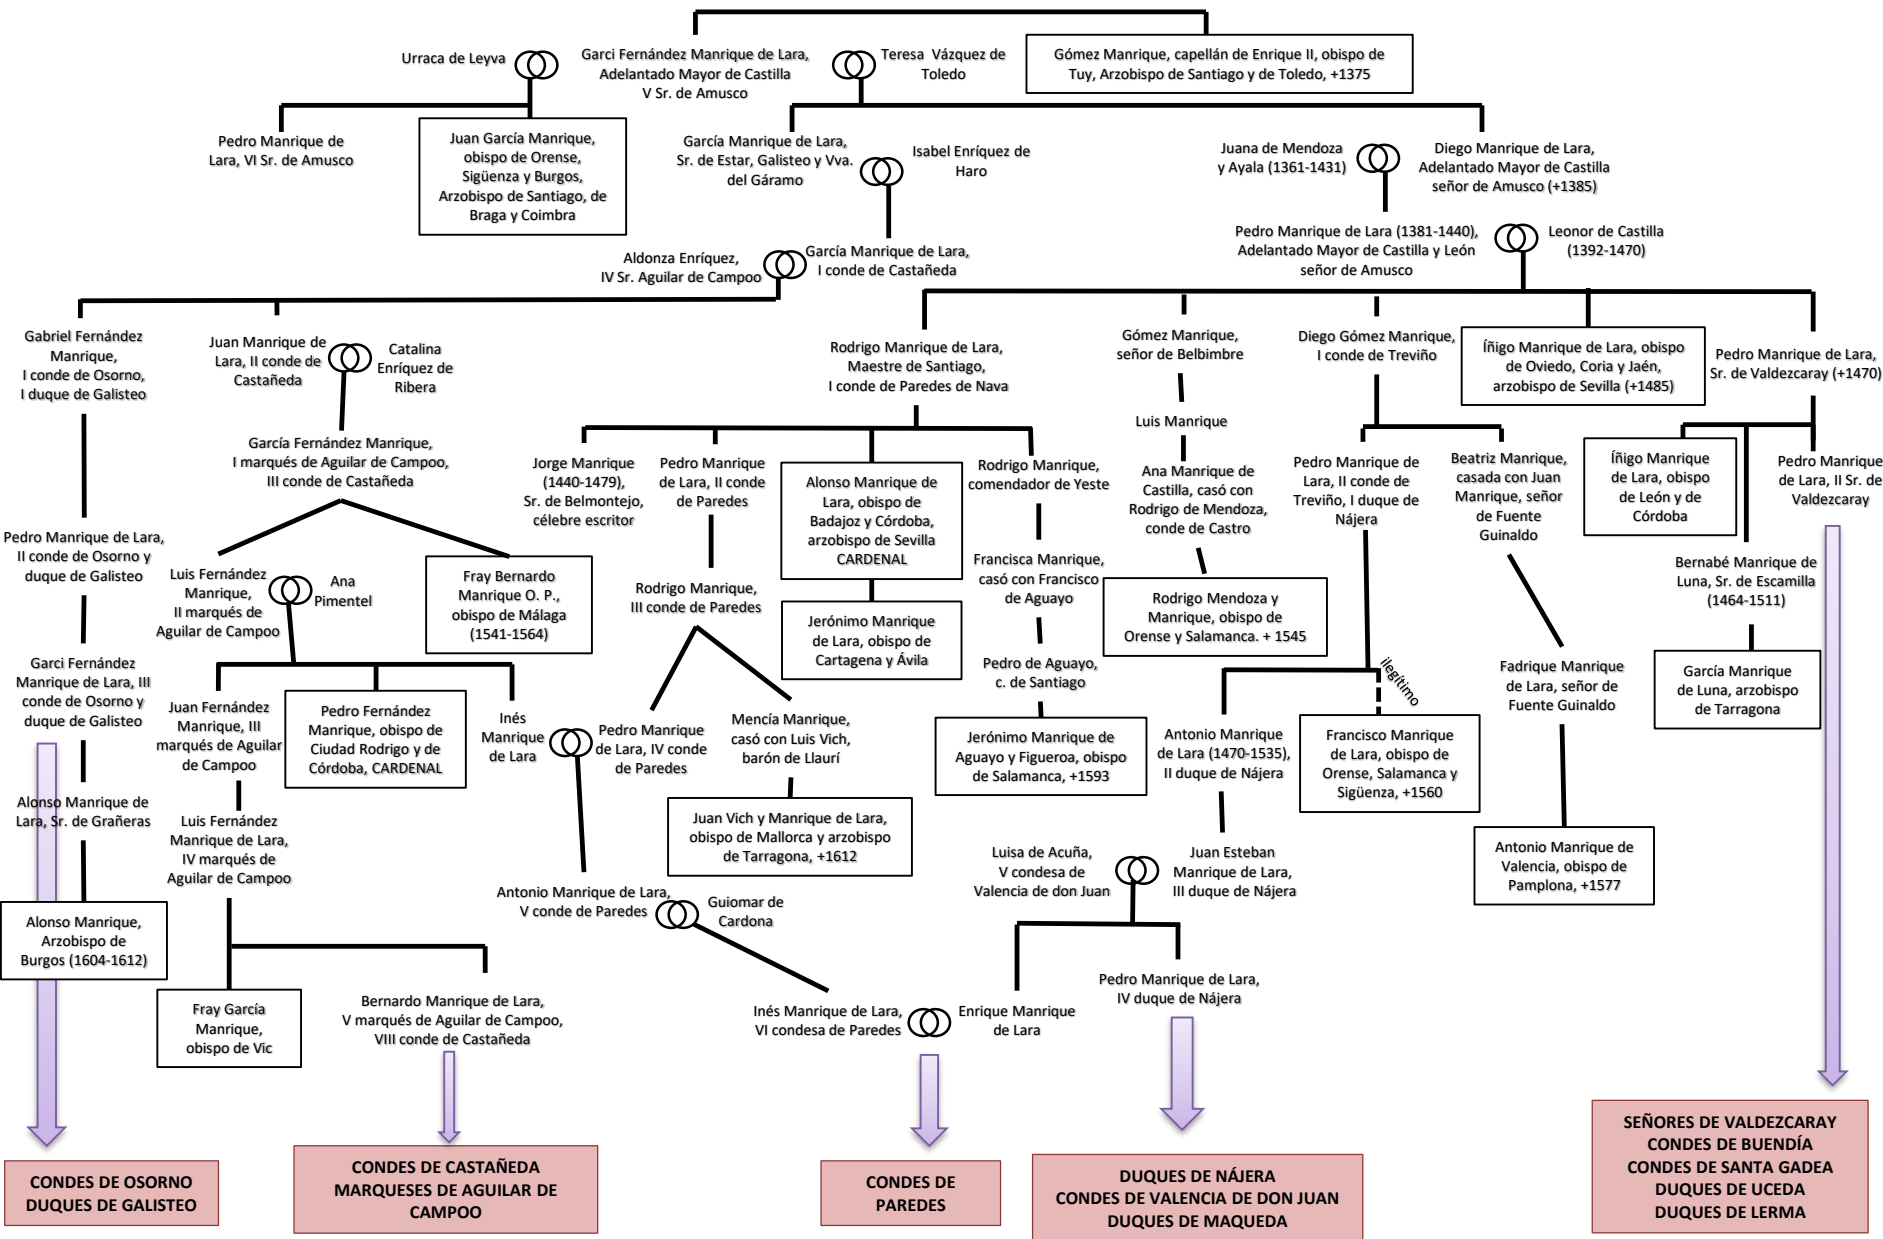 Urraca de Leyva
Garci Fernández Manrique de Lara,
Adelantado Mayor de Castilla
V Sr. de Amusco
Teresa Vázquez de
Toledo
Gómez Manrique, capellán de Enrique II, obispo de
Tuy, Arzobispo de Santiago y de Toledo, +1375
Pedro Manrique de
Lara, VI Sr. de Amusco
Juan García Manrique,
obispo de Orense,
Sigüenza y Burgos,
Arzobispo de Santiago, de
Braga y Coimbra
García Manrique de Lara,
Sr. de Estar, Galisteo y Vva.
del Gáramo
Isabel Enríquez de
Haro
Juana de Mendoza
y Ayala (1361-1431)
Diego Manrique de Lara,
Adelantado Mayor de Castilla
señor de Amusco (+1385)
Aldonza Enríquez,
IV Sr. Aguilar de Campoo
García Manrique de Lara,
I conde de Castañeda
Pedro Manrique de Lara (1381-1440),
Adelantado Mayor de Castilla y León
señor de Amusco
Leonor de Castilla
(1392-1470)
Gabriel Fernández
Manrique,
I conde de Osorno,
I duque de Galisteo
Juan Manrique de
Lara, II conde de
Castañeda
Catalina
Enríquez de
Ribera
Rodrigo Manrique de Lara,
Maestre de Santiago,
I conde de Paredes de Nava
Gómez Manrique,
señor de Belbimbre
Diego Gómez Manrique,
I conde de Treviño
Íñigo Manrique de Lara, obispo
de Oviedo, Coria y Jaén,
arzobispo de Sevilla (+1485)
Pedro Manrique de Lara,
Sr. de Valdezcaray (+1470)
García Fernández Manrique,
I marqués de Aguilar de Campoo,
III conde de Castañeda
Jorge Manrique
(1440-1479),
Sr. de Belmontejo,
célebre escritor
Pedro Manrique
de Lara, II conde
de Paredes
Alonso Manrique de
Lara, obispo de
Badajoz y Córdoba,
arzobispo de Sevilla
CARDENAL
Rodrigo Manrique,
comendador de Yeste
Luis Manrique
Ana Manrique de
Castilla, casó con
Rodrigo de Mendoza,
conde de Castro
Pedro Manrique de
Lara, II conde de
Treviño, I duque de
Nájera
Beatriz Manrique,
casada con Juan
Manrique, señor
de Fuente
Guinaldo
Íñigo Manrique
de Lara, obispo
de León y de
Córdoba
Pedro Manrique
de Lara, II Sr. de
Valdezcaray
Pedro Manrique de Lara,
II conde de Osorno y
duque de Galisteo
Luis Fernández
Manrique,
II marqués de
Aguilar de Campoo
Ana
Pimentel
Fray Bernardo
Manrique O. P.,
obispo de Málaga
(1541-1564)
Rodrigo Manrique,
III conde de Paredes
Jerónimo Manrique
de Lara, obispo de
Cartagena y Ávila
Francisca Manrique,
casó con Francisco
de Aguayo
Rodrigo Mendoza y
Manrique, obispo de
Orense y Salamanca. + 1545
Bernabé Manrique de
Luna, Sr. de Escamilla
(1464-1511)
Garci Fernández
Manrique de Lara, III
conde de Osorno y
duque de Galisteo
Juan Fernández
Manrique, III
marqués de Aguilar
de Campoo
Pedro Fernández
Manrique, obispo de
Ciudad Rodrigo y de
Córdoba, CARDENAL
Inés
Manrique
de Lara
Pedro Manrique
de Lara, IV conde
de Paredes
Mencía Manrique,
casó con Luis Vich,
barón de Llaurí
Pedro de Aguayo,
c. de Santiago
Jerónimo Manrique de
Aguayo y Figueroa, obispo
de Salamanca, +1593
Antonio Manrique
de Lara (1470-1535),
II duque de Nájera
ilegítimo
Francisco Manrique
de Lara, obispo de
Orense, Salamanca y
Sigüenza, +1560
Fadrique Manrique
de Lara, señor de
Fuente Guinaldo
García Manrique
de Luna, arzobispo
de Tarragona
Alonso Manrique de
Lara, Sr. de Grañeras
Luis Fernández
Manrique de Lara,
IV marqués de
Aguilar de Campoo
Juan Vich y Manrique de Lara,
obispo de Mallorca y arzobispo
de Tarragona, +1612
Luisa de Acuña,
V condesa de
Valencia de don Juan
Juan Esteban
Manrique de Lara,
III duque de Nájera
Antonio Manrique de
Valencia, obispo de
Pamplona, +1577
Alonso Manrique,
Arzobispo de
Burgos (1604-1612)
Antonio Manrique de Lara,
V conde de Paredes
Guiomar de
Cardona
Fray García
Manrique,
obispo de Vic
Bernardo Manrique de Lara,
V marqués de Aguilar de Campoo,
VIII conde de Castañeda
Inés Manrique de Lara,
VI condesa de Paredes
Enrique Manrique
de Lara
Pedro Manrique de Lara,
IV duque de Nájera
CONDES DE OSORNO
DUQUES DE GALISTEO
CONDES DE CASTAÑEDA
MARQUESES DE AGUILAR DE
CAMPOO
CONDES DE
PAREDES
DUQUES DE NÁJERA
CONDES DE VALENCIA DE DON JUAN
DUQUES DE MAQUEDA
SEÑORES DE VALDEZCARAY
CONDES DE BUENDÍA
CONDES DE SANTA GADEA
DUQUES DE UCEDA
DUQUES DE LERMA